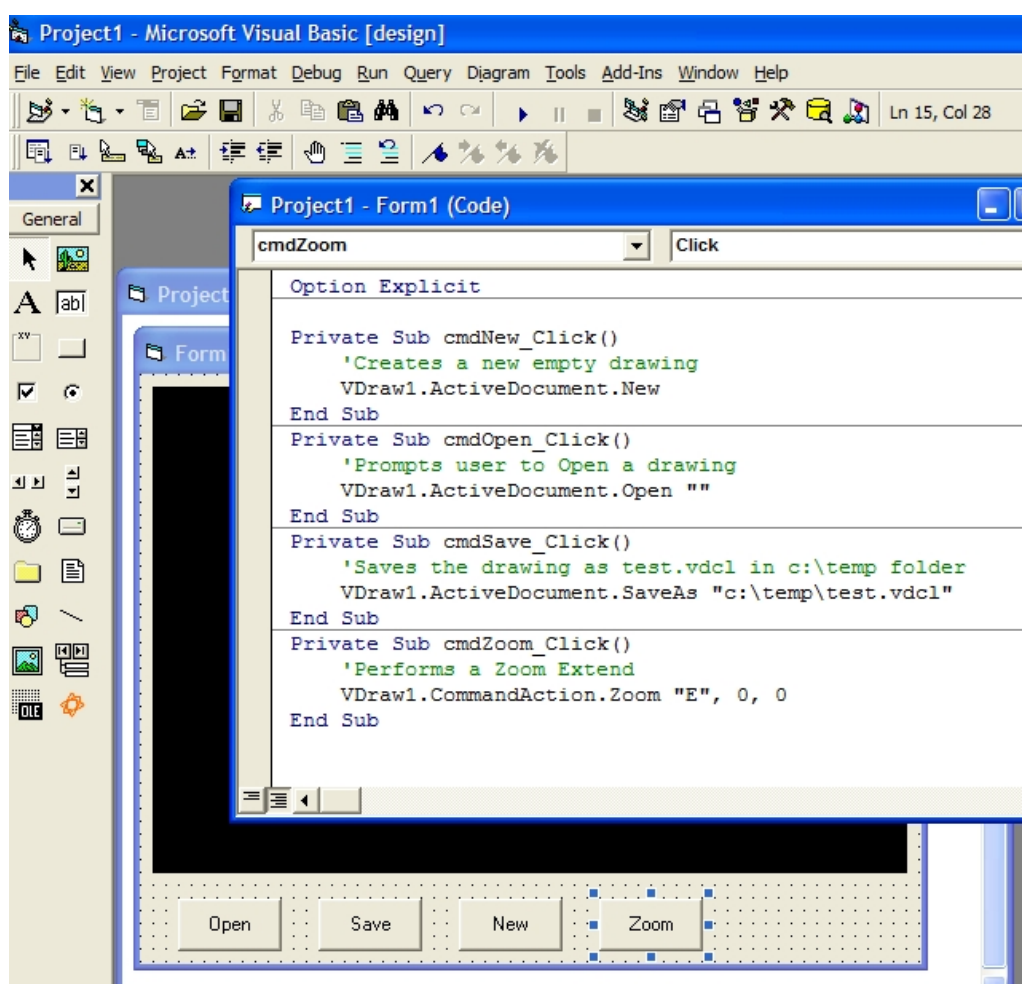 Project1 - Microsoft Visual Basic [design]
File Edit View Project Format Debug Run Query Diagram Tools Add-Ins Window Help
Ln 15, Col 28
General
A ab|
XY
OLE
Project
Form
Project1 - Form1 (Code)
cmdZoom Click
Option Explicit
Private Sub cmdNew_Click()
'Creates a new empty drawing
VDraw1.ActiveDocument.New
End Sub
Private Sub cmdOpen_Click()
'Prompts user to Open a drawing
VDraw1.ActiveDocument.Open ""
End Sub
Private Sub cmdSave_Click()
'Saves the drawing as test.vdcl in c:\temp folder
VDraw1.ActiveDocument.SaveAs "c:\temp\test.vdcl"
End Sub
Private Sub cmdZoom_Click()
'Performs a Zoom Extend
VDraw1.CommandAction.Zoom "E", 0, 0
End Sub
Open Save New Zoom